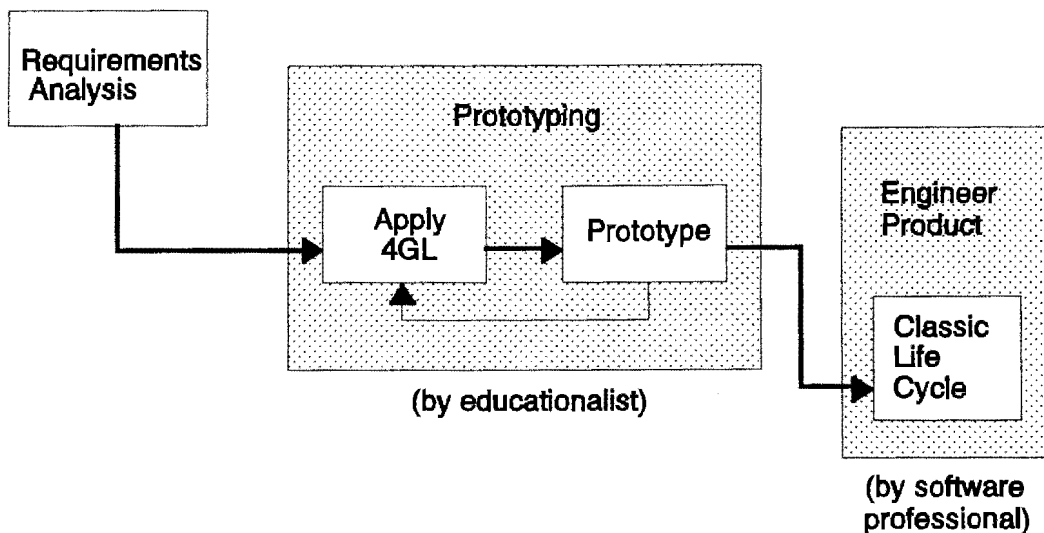 Requirements
Analysis
Prototyping
Apply
4GL
Prototype
(by educationalist)
Engineer
Product
Classic
Life
Cycle
(by software
professional)